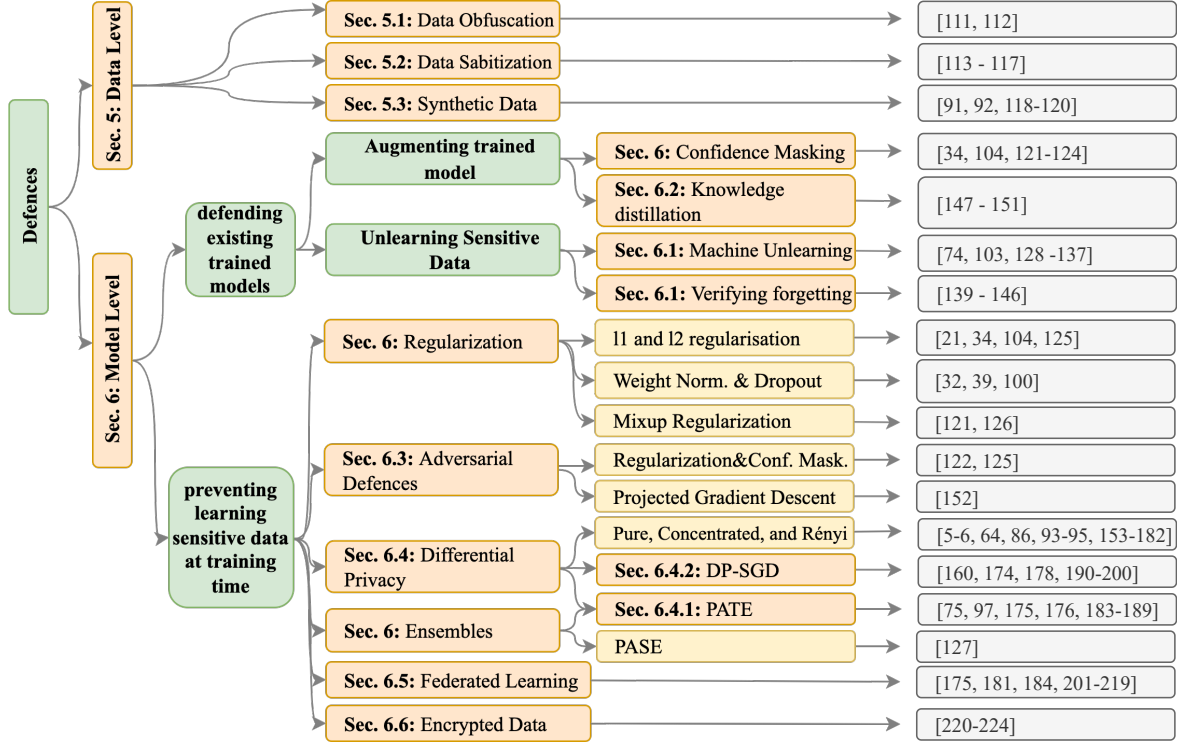 Defences
Sec. 5: Data Level
Sec. 5.1: Data Obfuscation
[111, 112]
Sec. 5.2: Data Sabitization
[113 - 117]
Sec. 5.3: Synthetic Data
[91, 92, 118-120]
Sec. 6: Model Level
defending
existing
trained
models
Augmenting trained
model
Sec. 6: Confidence Masking
[34, 104, 121-124]
Sec. 6.2: Knowledge
distillation
[147 - 151]
Unlearning Sensitive
Data
Sec. 6.1: Machine Unlearning
[74, 103, 128 -137]
Sec. 6.1: Verifying forgetting
[139 - 146]
preventing
learning
sensitive data
at training
time
Sec. 6: Regularization
l1 and l2 regularisation
[21, 34, 104, 125]
Weight Norm. & Dropout
[32, 39, 100]
Mixup Regularization
[121, 126]
Sec. 6.3: Adversarial
Defences
Regularization&Conf. Mask.
[122, 125]
Projected Gradient Descent
[152]
Sec. 6.4: Differential
Privacy
Pure, Concentrated, and Rényi
[5-6, 64, 86, 93-95, 153-182]
Sec. 6.4.2: DP-SGD
[160, 174, 178, 190-200]
Sec. 6: Ensembles
Sec. 6.4.1: PATE
[75, 97, 175, 176, 183-189]
PASE
[127]
Sec. 6.5: Federated Learning
[175, 181, 184, 201-219]
Sec. 6.6: Encrypted Data
[220-224]